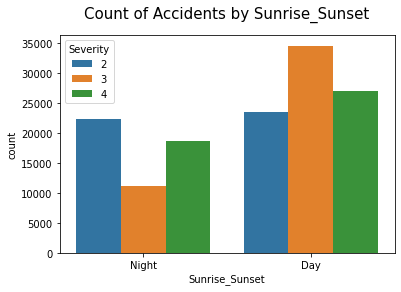 Count of Accidents by Sunrise_Sunset
Severity
2
3
4
35000
30000
25000
20000
15000
10000
5000
0
count
Night
Day
Sunrise_Sunset